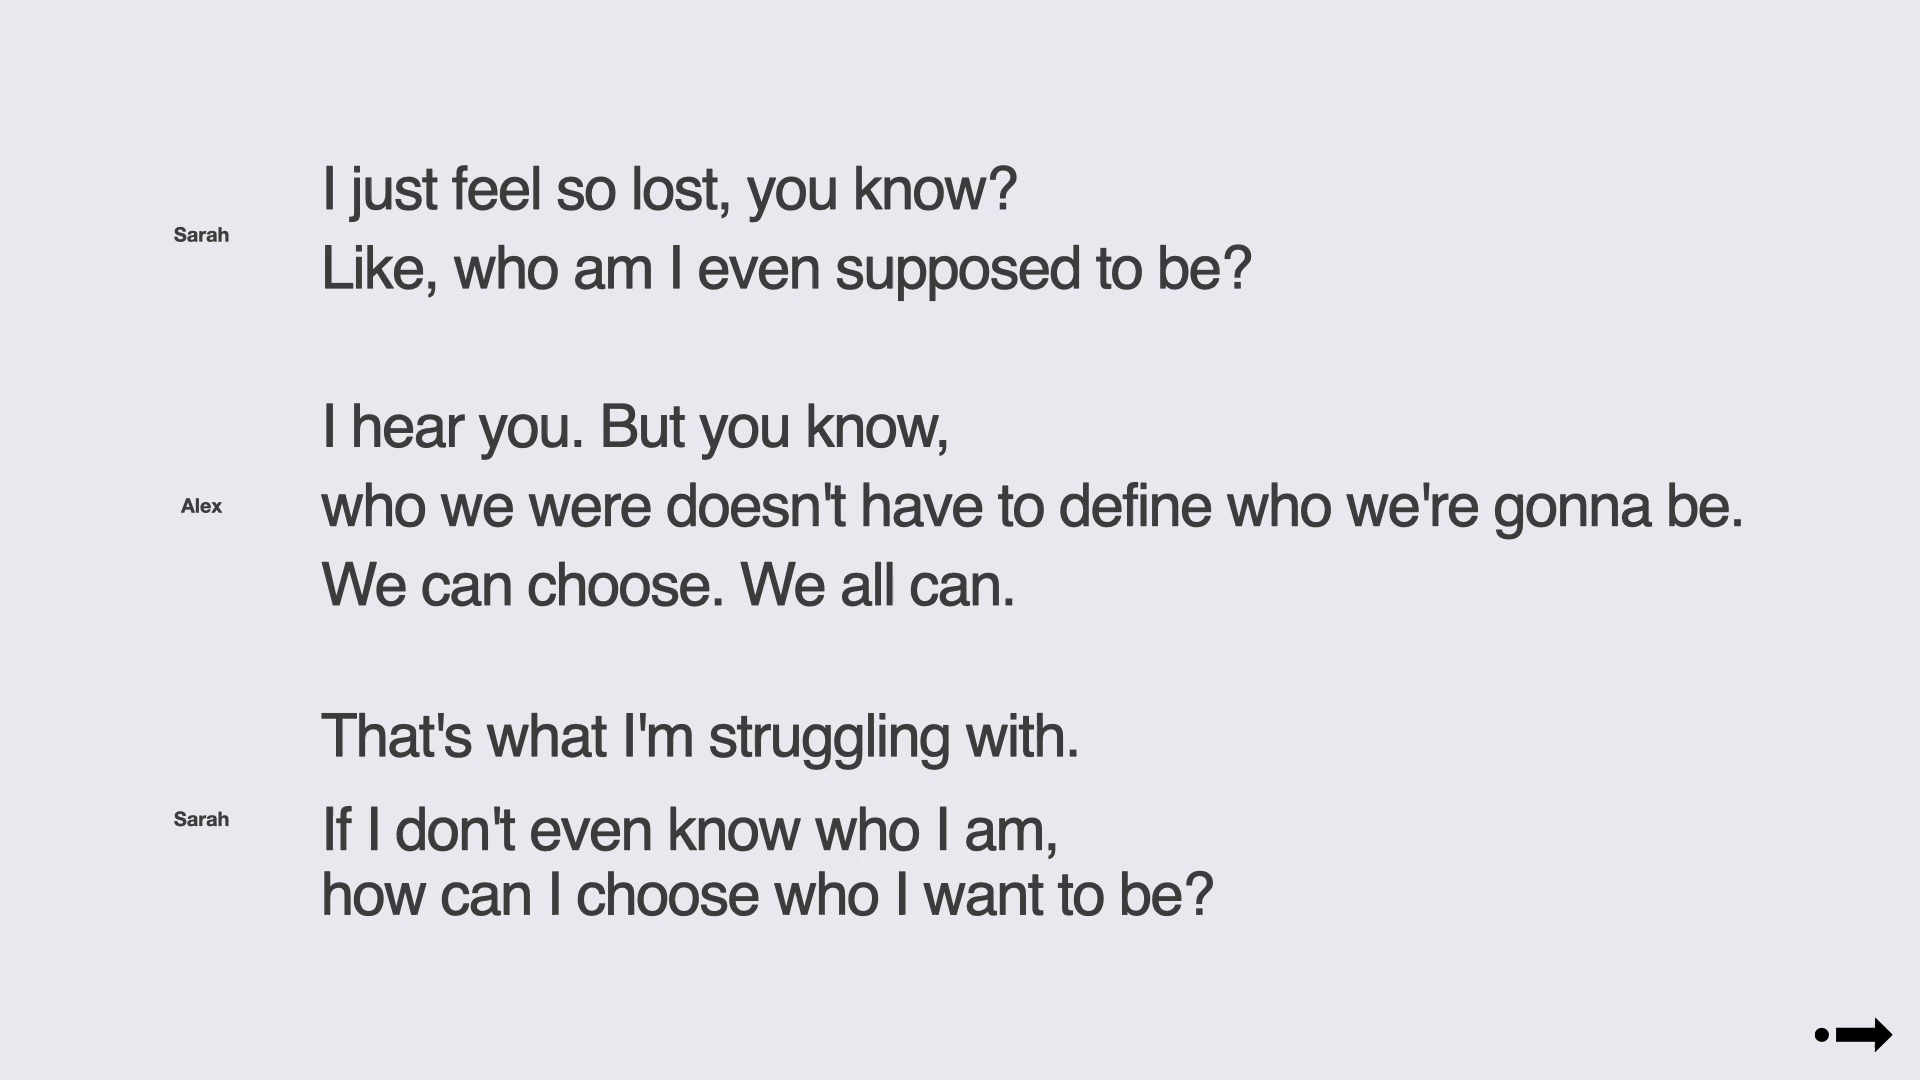 I just feel so lost, you know?
Sarah
Like, who am I even supposed to be?
I hear you. But you know,
Alex
who we were doesn't have to define who we're gonna be.
We can choose. We all can.
That's what I'm struggling with.
Sarah
If I don't even know who I am,
how can I choose who I want to be?